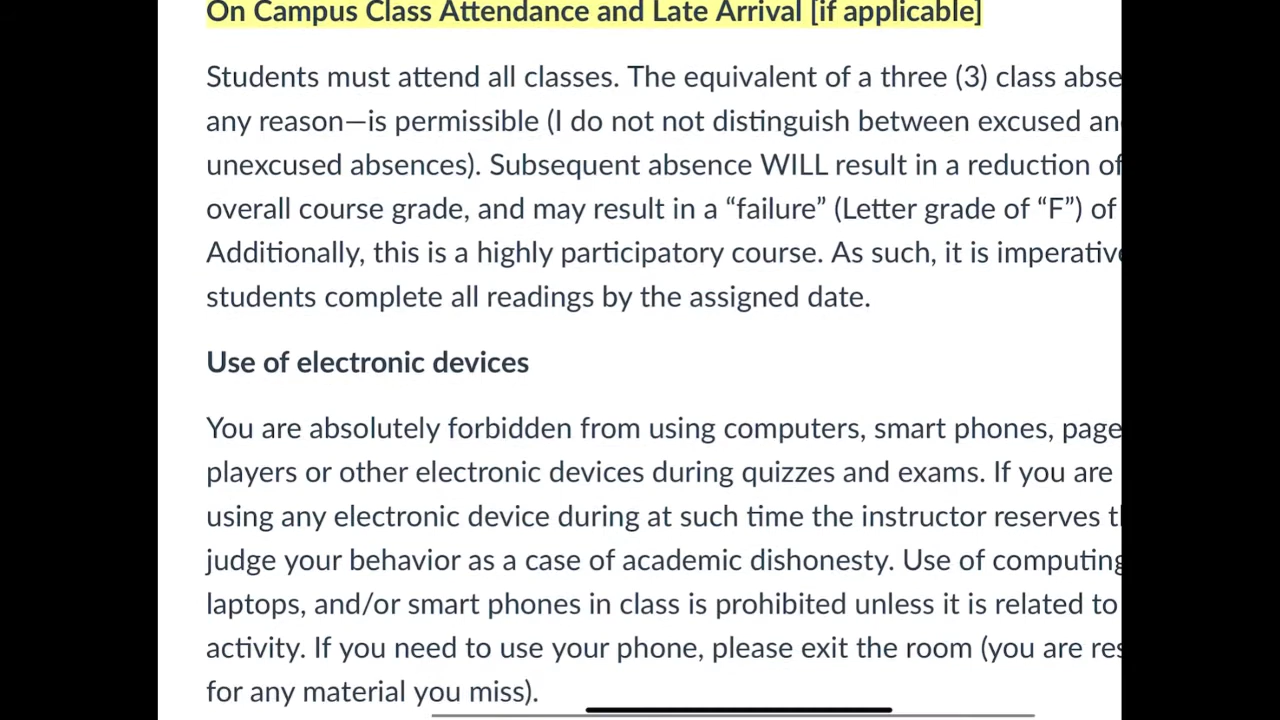 On Campus Class Attendance and Late Arrival [if applicable]
Students must attend all classes. The equivalent of a three (3) class
any reason—is permissible (I do not not distinguish between excused
unexcused absences). Subsequent absence WILL result in a reduction of
overall course grade, and may result in a “failure” (Letter grade of “F”) of
Additionally, this is a highly participatory course. As such, it is
students complete all readings by the assigned date.
Use of electronic devices
You are absolutely forbidden from using computers, smart phones,
players or other electronic devices during quizzes and exams. If you are
using any electronic device during at such time the instructor reserves
judge your behavior as a case of academic dishonesty. Use of computing
laptops, and/or smart phones in class is prohibited unless it is related to
activity. If you need to use your phone, please exit the room (you are
for any material you miss).